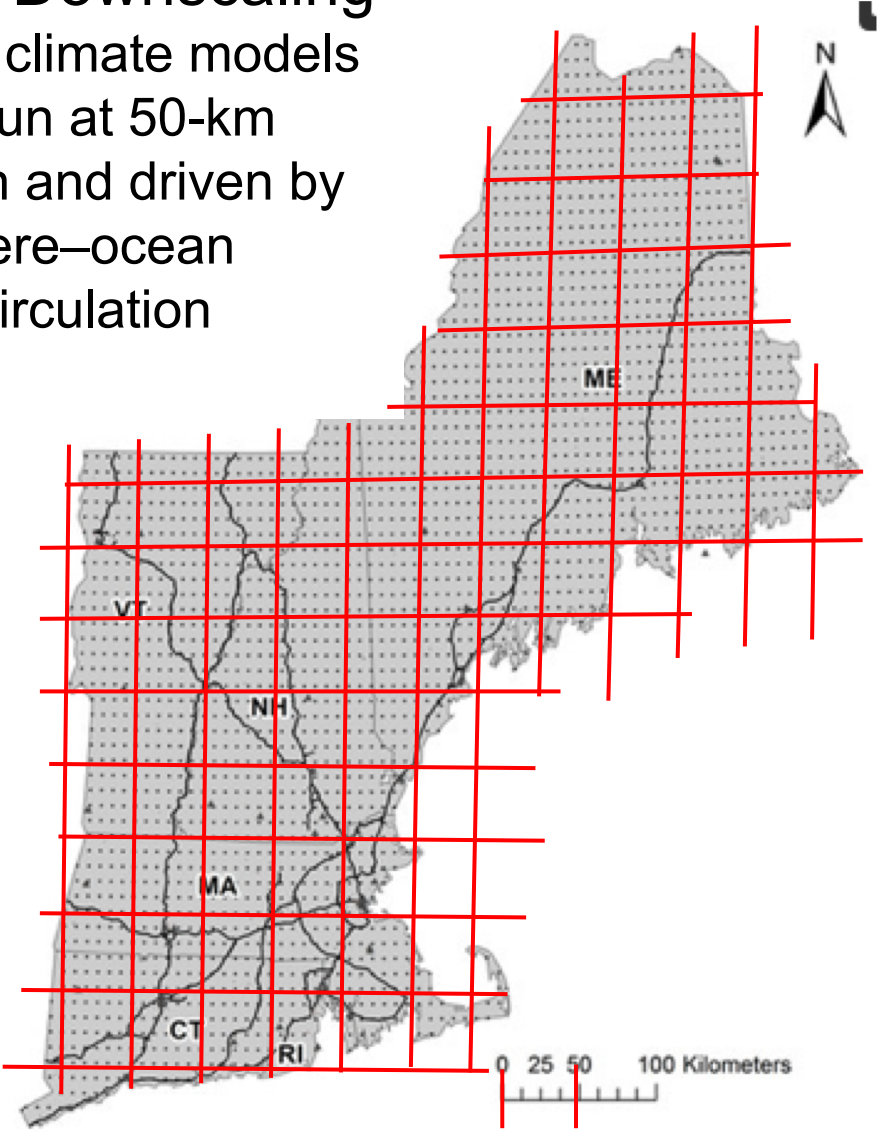 Downscaling
climate models
un at 50-km
n and driven by
ere–ocean
irculation
N
ME
VT
NH
MA
CT
RI
0 25 50 100 Kilometers